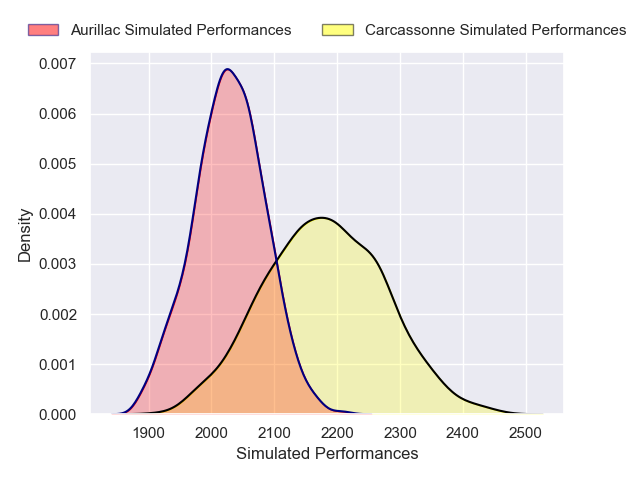 Aurillac Simulated Performances Carcassonne Simulated Performances
0.007
0.006
0.005
0.004
0.003
0.002
0.001
0.000
Density
1900 2000 2100 2200 2300 2400 2500
Simulated Performances